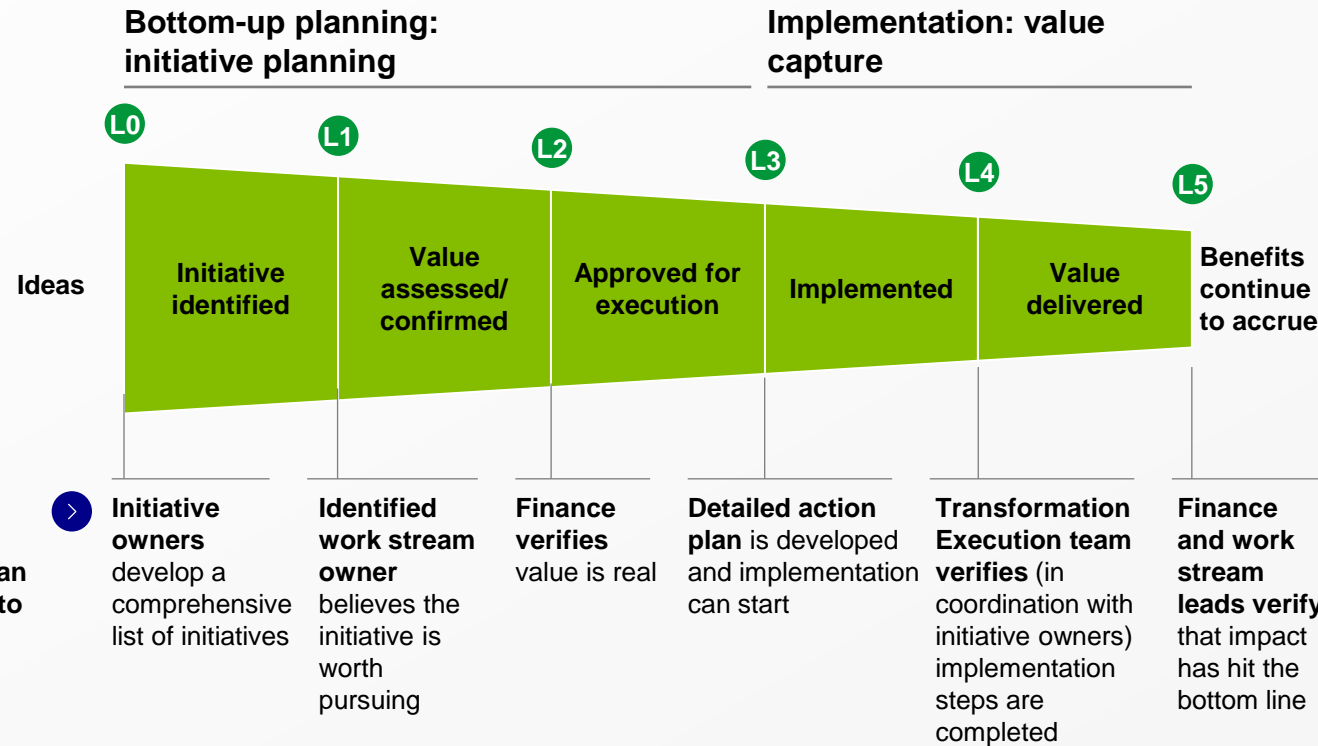 Bottom-up planning:
initiative planning
Implementation: value
capture
L0
L1
L2
L3
L4
L5
Ideas
Initiative
identified
Value
assessed/
confirmed
Approved for
execution
Implemented
Value
delivered
Benefits
continue
to accrue
to
Initiative
owners
develop a
comprehensive
list of initiatives
Identified
work stream
owner
believes the
initiative is
worth
pursuing
Finance
verifies
value is real
Detailed action
plan is developed
and implementation
can start
Transformation
Execution team
verifies (in
coordination with
initiative owners)
implementation
steps are
completed
Finance
and work
stream
leads verify
that impact
has hit the
bottom line